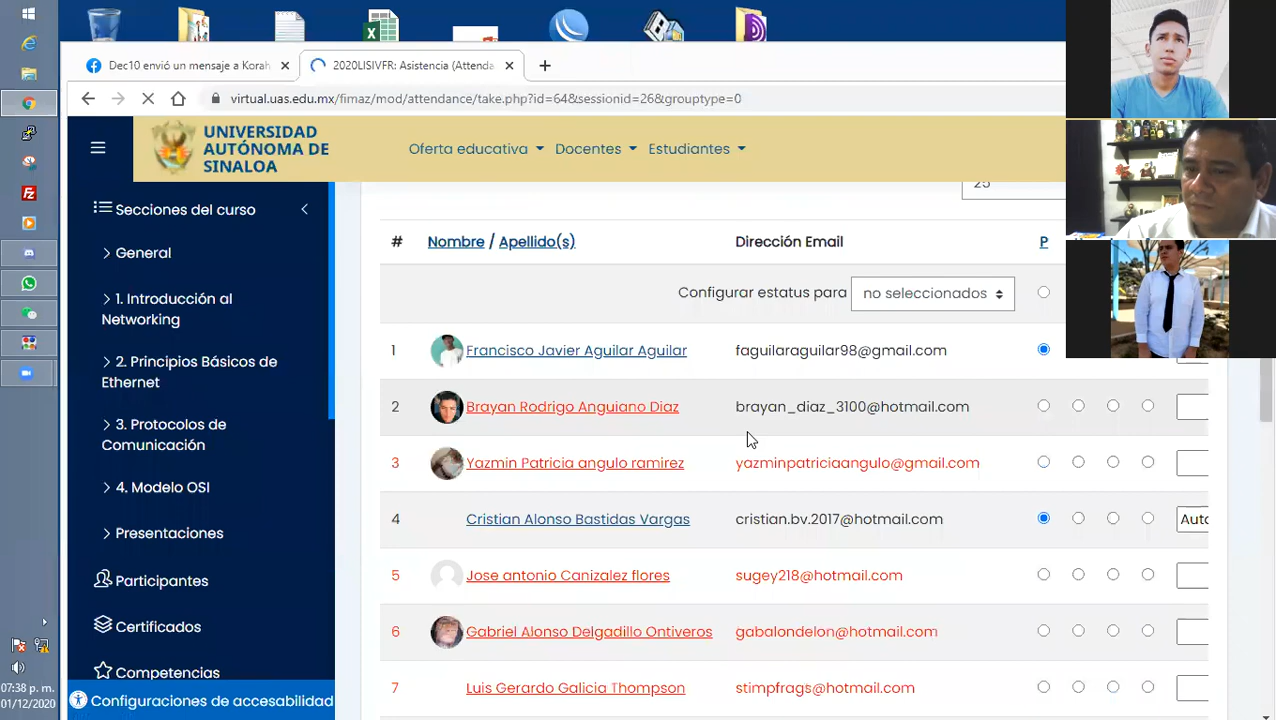 Dec10 envió un mensaje a Korah
2020LISIVFR: Asistencia (Attenda
virtual.uas.edu.mx/fimaz/mod/attendance/take.php?id=64&sessionid=26&grouptype=0
UNIVERSIDAD
AUTÓNOMA DE
SINALOA
Oferta educativa Docentes Estudiantes
Secciones del curso
General
1. Introducción al
Networking
2. Principios Básicos de
Ethernet
3. Protocolos de
Comunicación
4. Modelo OSI
Presentaciones
Participantes
Certificados
Competencias
Configuraciones de accesabilidad
25
# Nombre / Apellido(s) Dirección Email P
Configurar estatus para no seleccionados
1 Francisco Javier Aguilar Aguilar faguilaraguilar98@gmail.com
2 Brayan Rodrigo Anguiano Diaz brayan_diaz_3100@hotmail.com
3 Yazmin Patricia angulo ramirez yazminpatriciaangulo@gmail.com
4 Cristian Alonso Bastidas Vargas cristian.bv.2017@hotmail.com Auto
5 Jose antonio Canizalez flores sugey218@hotmail.com
6 Gabriel Alonso Delgadillo Ontiveros gabalondelon@hotmail.com
7 Luis Gerardo Galicia Thompson stimpfrags@hotmail.com
07:38 p. m.
01/12/2020